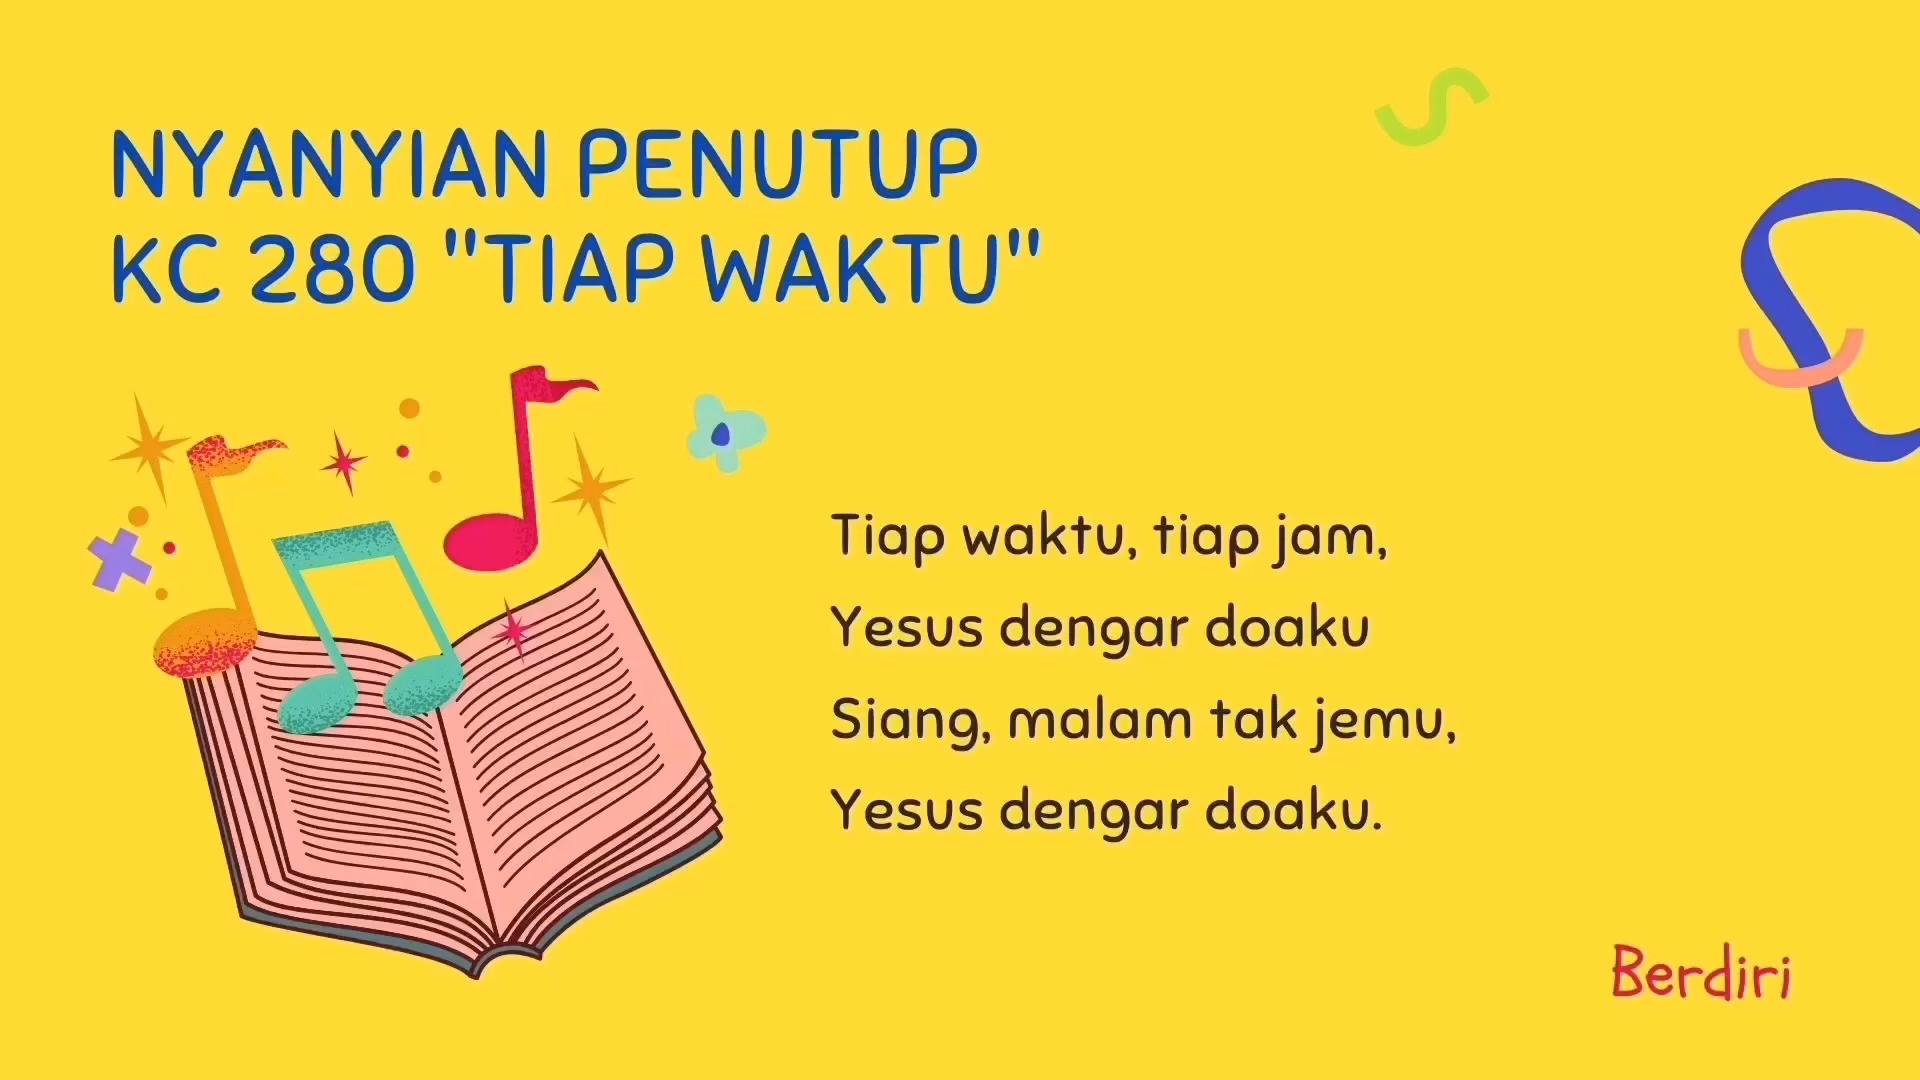 NYANYIAN PENUTUP
KC 280 "TIAP WAKTU"
Tiap waktu, tiap jam,
Yesus dengar doaku
Siang, malam tak jemu,
Yesus dengar doaku.
Berdiri